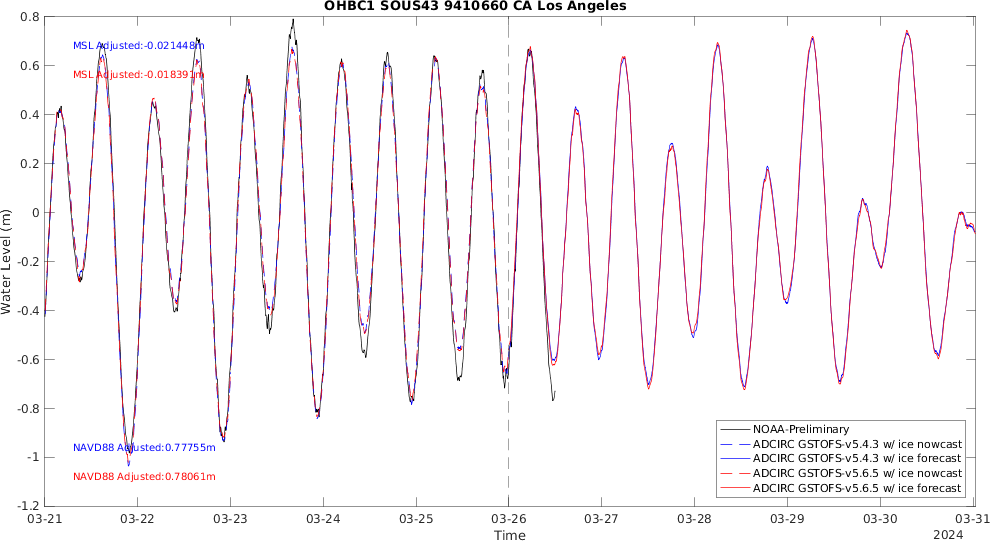 OHBC1 SOUS43 9410660 CA Los Angeles
0.8
0.6
0.4
0.2
0
-0.2
-0.4
-0.6
-0.8
-1
-1.2
Water Level (m)
MSL Adjusted:-0.021448m
MSL Adjusted:-0.018391m
NAVD88 Adjusted:0.77755m
NAVD88 Adjusted:0.78061m
NOAA-Preliminary
ADCIRC GSTOFS-v5.4.3 w/ ice nowcast
ADCIRC GSTOFS-v5.4.3 w/ ice forecast
ADCIRC GSTOFS-v5.6.5 w/ ice nowcast
ADCIRC GSTOFS-v5.6.5 w/ ice forecast
03-21 03-22 03-23 03-24 03-25 03-26 03-27 03-28 03-29 03-30 03-31
Time
2024